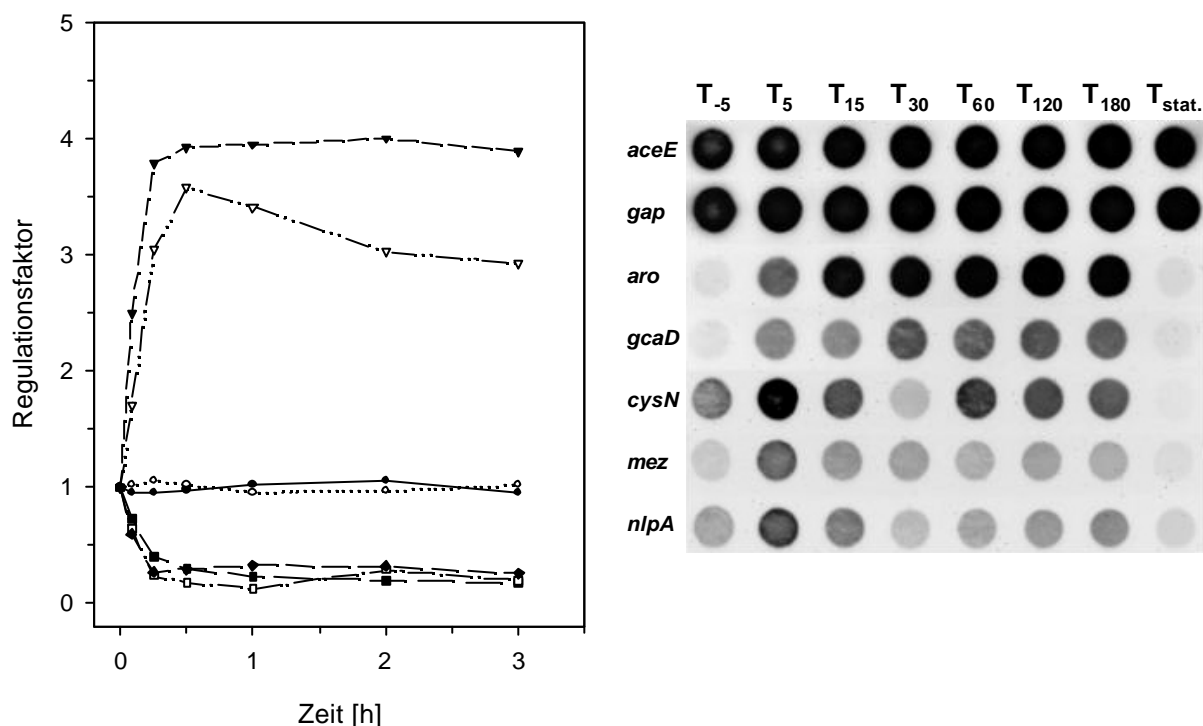 5
4
3
2
1
0
Regulationsfaktor
0 1 2 3
Zeit [h]
T-5 T5 T15 T30 T60 T120 T180 Tstat.
aceE
gap
aro
gcaD
cysN
mez
nlpA